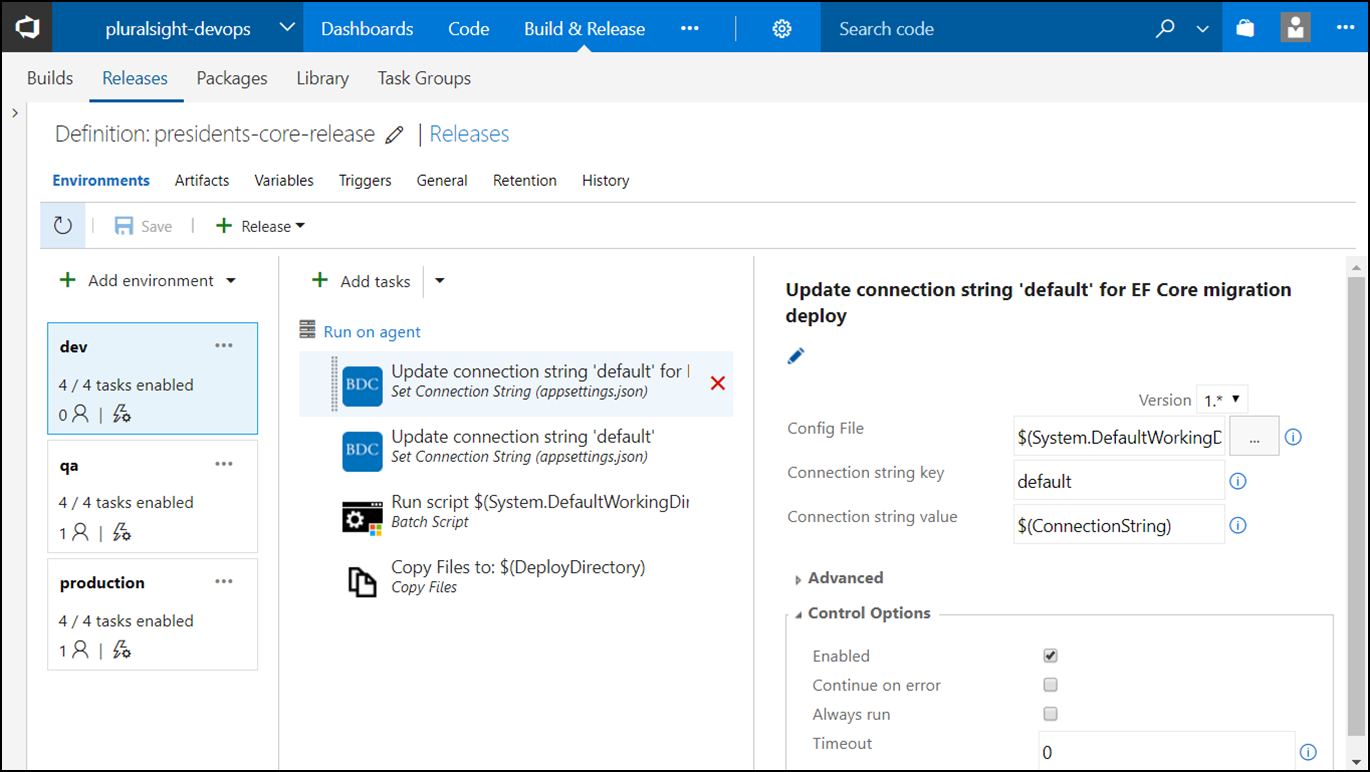 pluralsight-devops Dashboards Code Build & Release ... Search code ...
Builds Releases Packages Library Task Groups
Definition: presidents-core-release | Releases
Environments Artifacts Variables Triggers General Retention History
Save Release
Add environment
dev ...
4 / 4 tasks enabled
0 |
qa ...
4 / 4 tasks enabled
1 |
production ...
4 / 4 tasks enabled
1 |
Add tasks
Run on agent
BDC Update connection string 'default' for
Set Connection String (appsettings.json)
BDC Update connection string 'default'
Set Connection String (appsettings.json)
Run script $(System.DefaultWorkingDir
Batch Script
Copy Files to: $(DeployDirectory)
Copy Files
Update connection string 'default' for EF Core migration
deploy
Version 1.*
Config File $(System.DefaultWorkingD ...
Connection string key default
Connection string value $(ConnectionString)
Advanced
Control Options
Enabled
Continue on error
Always run
Timeout 0